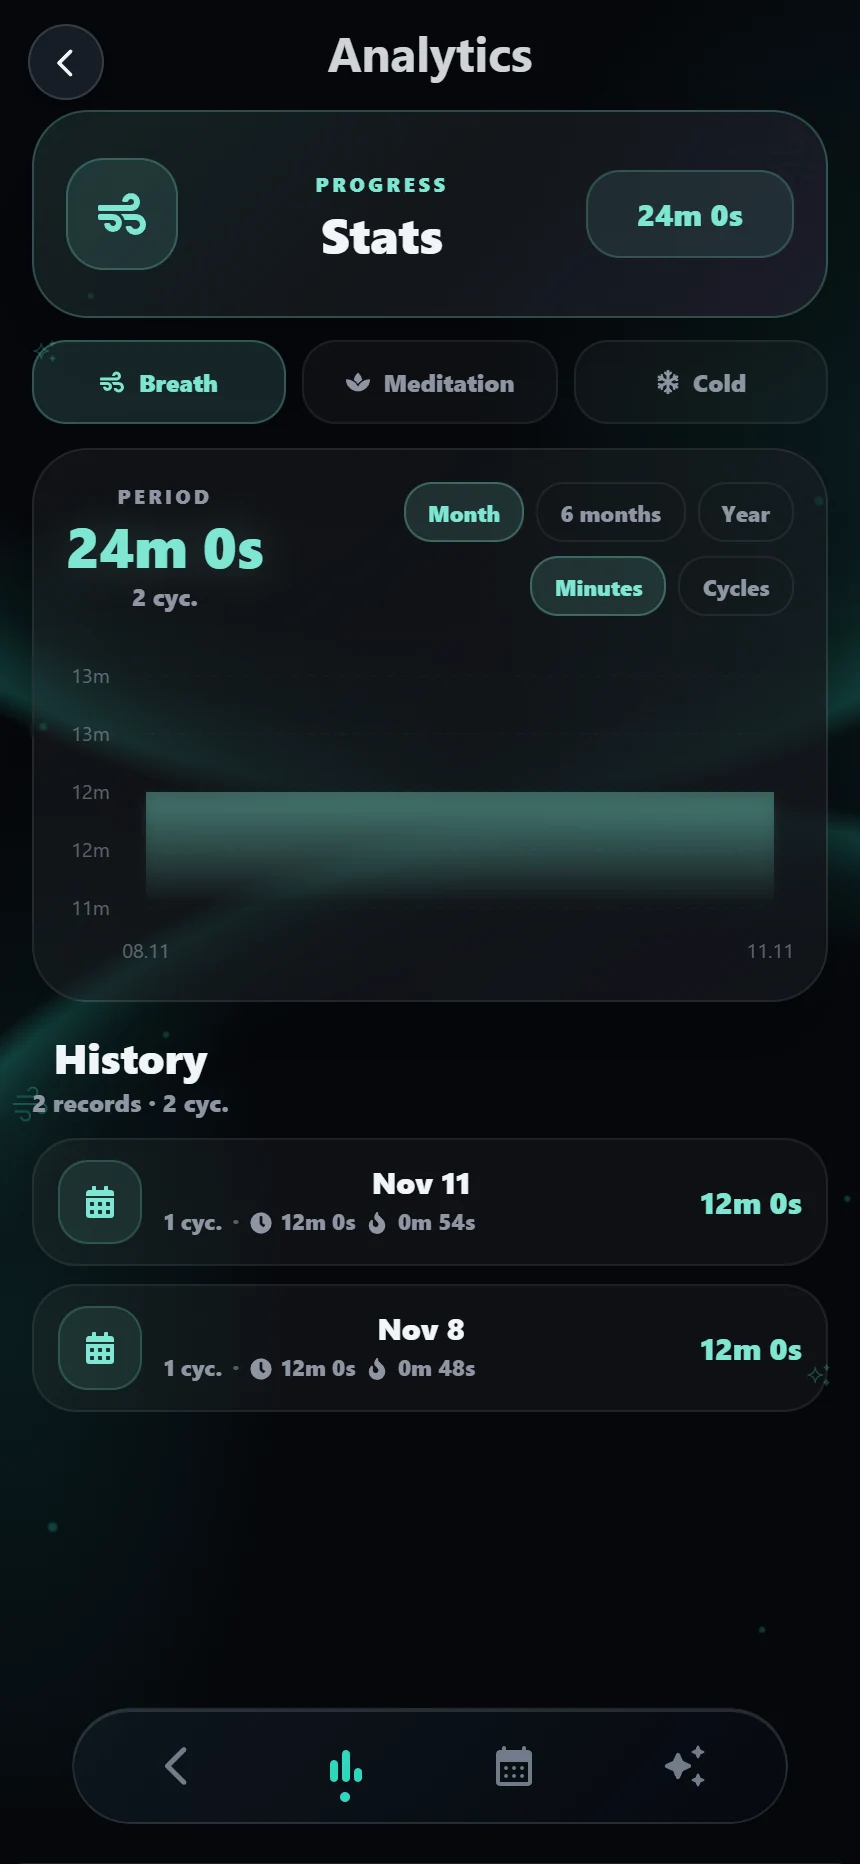 Analytics
PROGRESS
Stats
24m 0s
Breath
Meditation
Cold
PERIOD
24m 0s
2 cyc.
Month
6 months
Year
Minutes
Cycles
13m
13m
12m
12m
11m
08.11
11.11
History
2 records · 2 cyc.
Nov 11
1 cyc. · 12m 0s 0m 54s
12m 0s
Nov 8
1 cyc. · 12m 0s 0m 48s
12m 0s